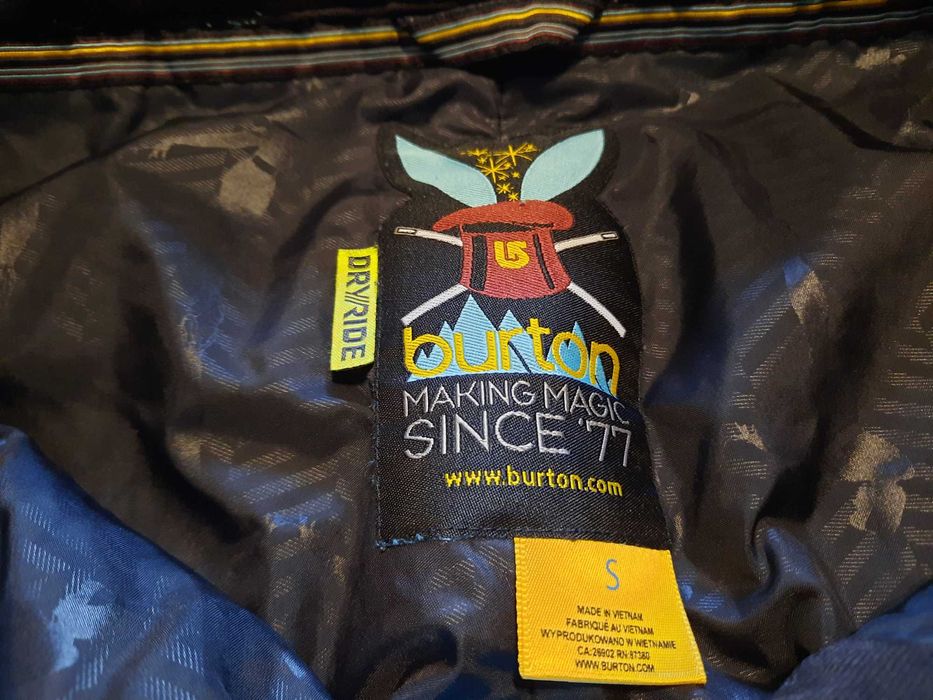 DRY//RIDE
burton
MAKING MAGIC
SINCE '77
www.burton.com
S
MADE IN VIETNAM
FABRIQUÉ AU VIETNAM
WYPRODUKOWANO W WIETNAMIE
CA:26902 RN:87380
WWW.BURTON.COM